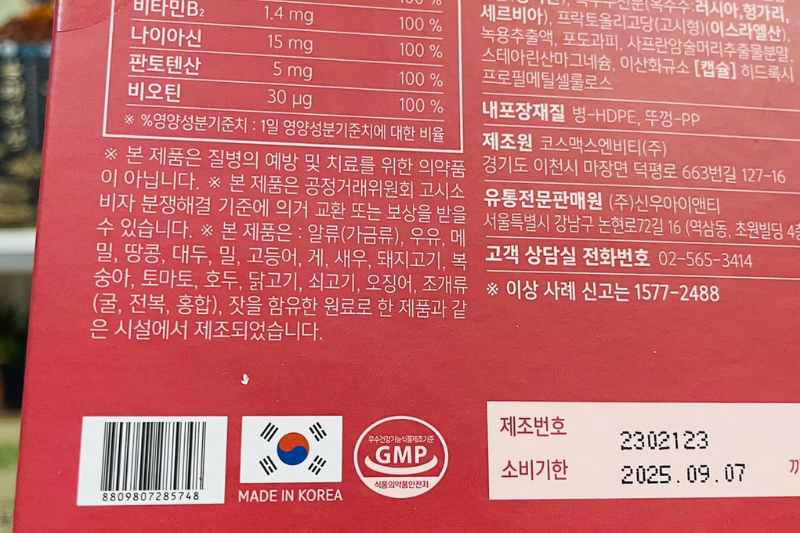 비타민B₂ 1.4 mg 100 %
나이아신 15 mg 100 %
판토텐산 5 mg 100 %
비오틴 30 μg 100 %
※ %영양성분기준치 : 1일 영양성분기준치에 대한 비율
※ 본 제품은 질병의 예방 및 치료를 위한 의약품
이 아닙니다. ※ 본 제품은 공정거래위원회 고시소
비자 분쟁해결 기준에 의거 교환 또는 보상을 받을
수 있습니다. ※ 본 제품은 : 알류(가금류), 우유, 메
밀, 땅콩, 대두, 밀, 고등어, 게, 새우, 돼지고기, 복
숭아, 토마토, 호두, 닭고기, 쇠고기, 오징어, 조개류
(굴, 전복, 홍합), 잣을 함유한 원료로 한 제품과 같
은 시설에서 제조되었습니다.
세르비아), 프락토올리고당(고시형)(이스라엘산),
녹용추출액, 포도과피, 사프란암술머리추출물분말,
스테아린산마그네슘, 이산화규소 [캡슐] 히드록시
프로필메틸셀룰로스
내포장재질 병-HDPE, 뚜껑-PP
제조원 코스맥스엔비티(주)
경기도 이천시 마장면 덕평로 663번길 127-16
유통전문판매원 (주)신우아이앤티
서울특별시 강남구 논현로72길 16 (역삼동, 초원빌딩 4층
고객 상담실 전화번호 02-565-3414
※ 이상 사례 신고는 1577-2488
8809807285748
MADE IN KOREA
우수건강기능식품제조기준
GMP
식품의약품안전처
제조번호 2302123
소비기한 2025.09.07 까